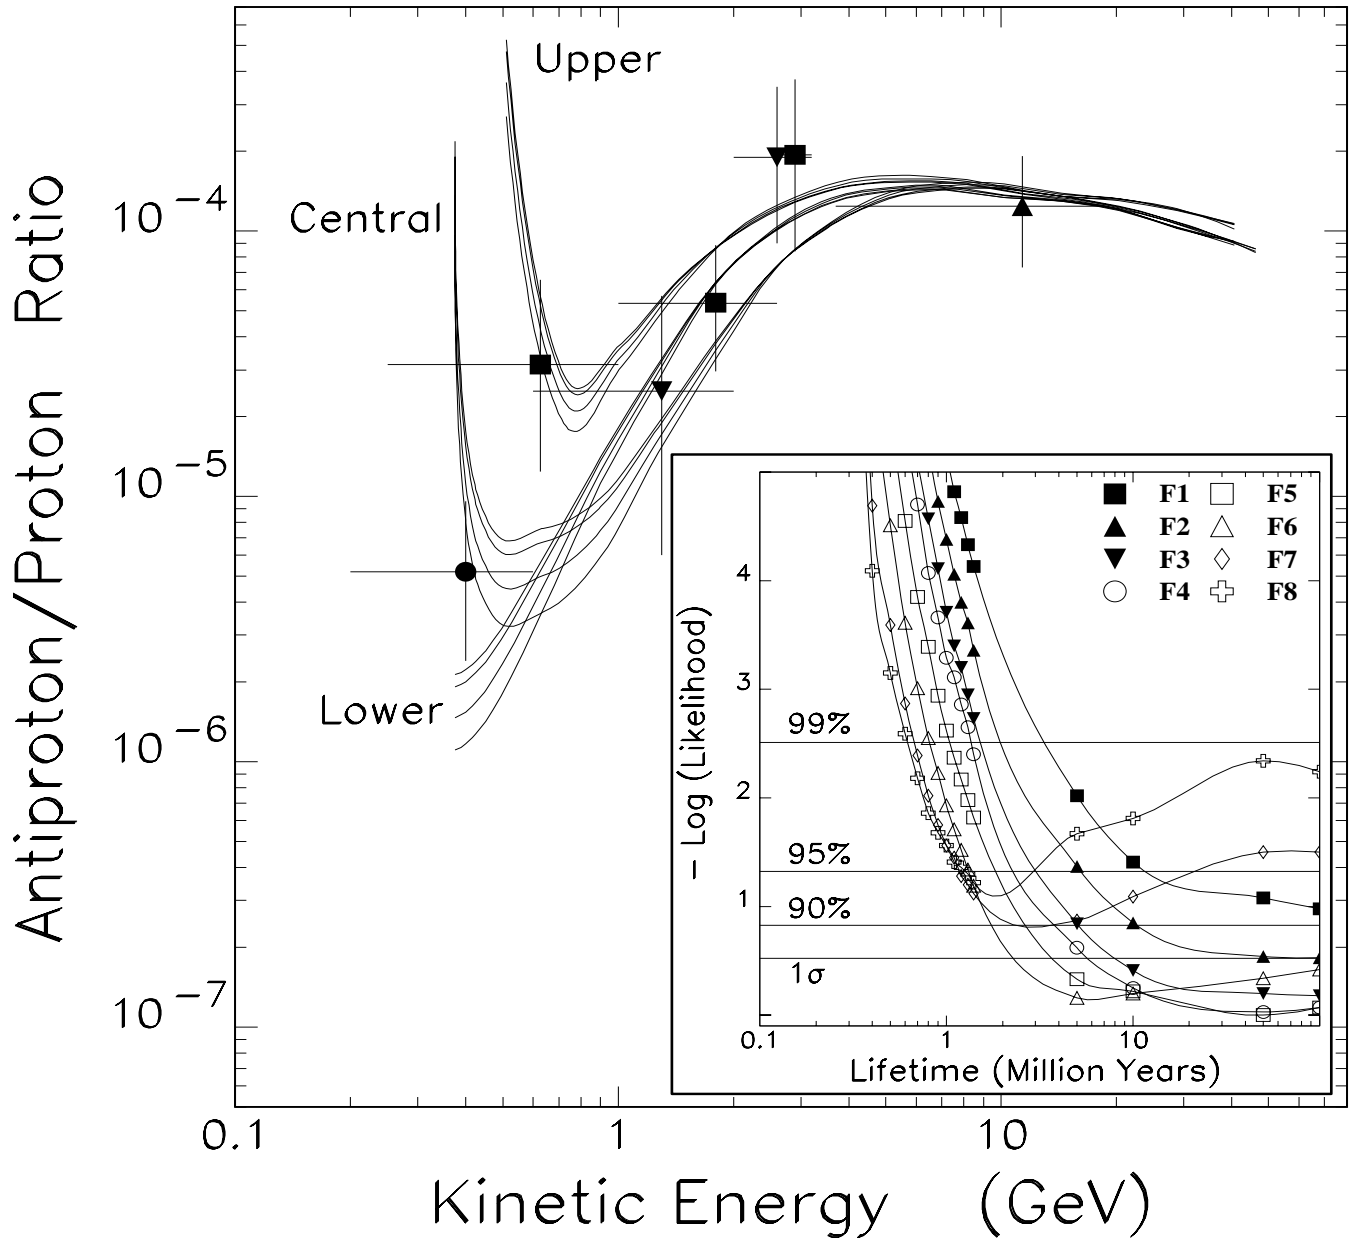 Upper
Central
Lower
Antiproton/Proton Ratio
10^-4
10^-5
10^-6
10^-7
0.1 1 10
Kinetic Energy (GeV)
F1 F5
F2 F6
F3 F7
F4 F8
4
3
2
1
99%
95%
90%
1σ
− Log (Likelihood)
0.1 1 10
Lifetime (Million Years)